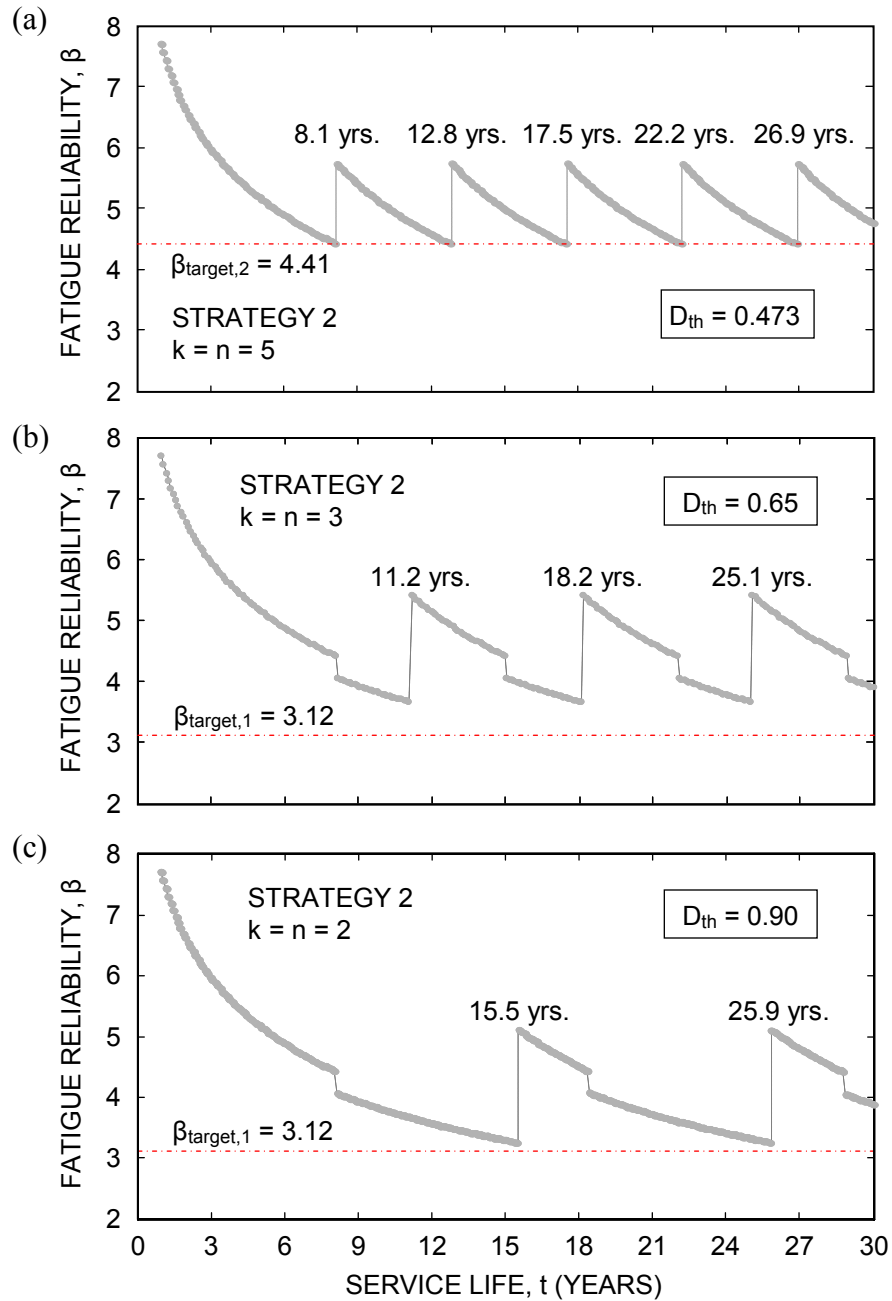 (a)
8
7
6
5
4
3
2
FATIGUE RELIABILITY, β
8.1 yrs.
12.8 yrs.
17.5 yrs.
22.2 yrs.
26.9 yrs.
βtarget,2 = 4.41
STRATEGY 2
k = n = 5
Dth = 0.473
(b)
8
7
6
5
4
3
2
FATIGUE RELIABILITY, β
STRATEGY 2
k = n = 3
Dth = 0.65
11.2 yrs.
18.2 yrs.
25.1 yrs.
βtarget,1 = 3.12
(c)
8
7
6
5
4
3
2
FATIGUE RELIABILITY, β
STRATEGY 2
k = n = 2
Dth = 0.90
15.5 yrs.
25.9 yrs.
βtarget,1 = 3.12
0 3 6 9 12 15 18 21 24 27 30
SERVICE LIFE, t (YEARS)